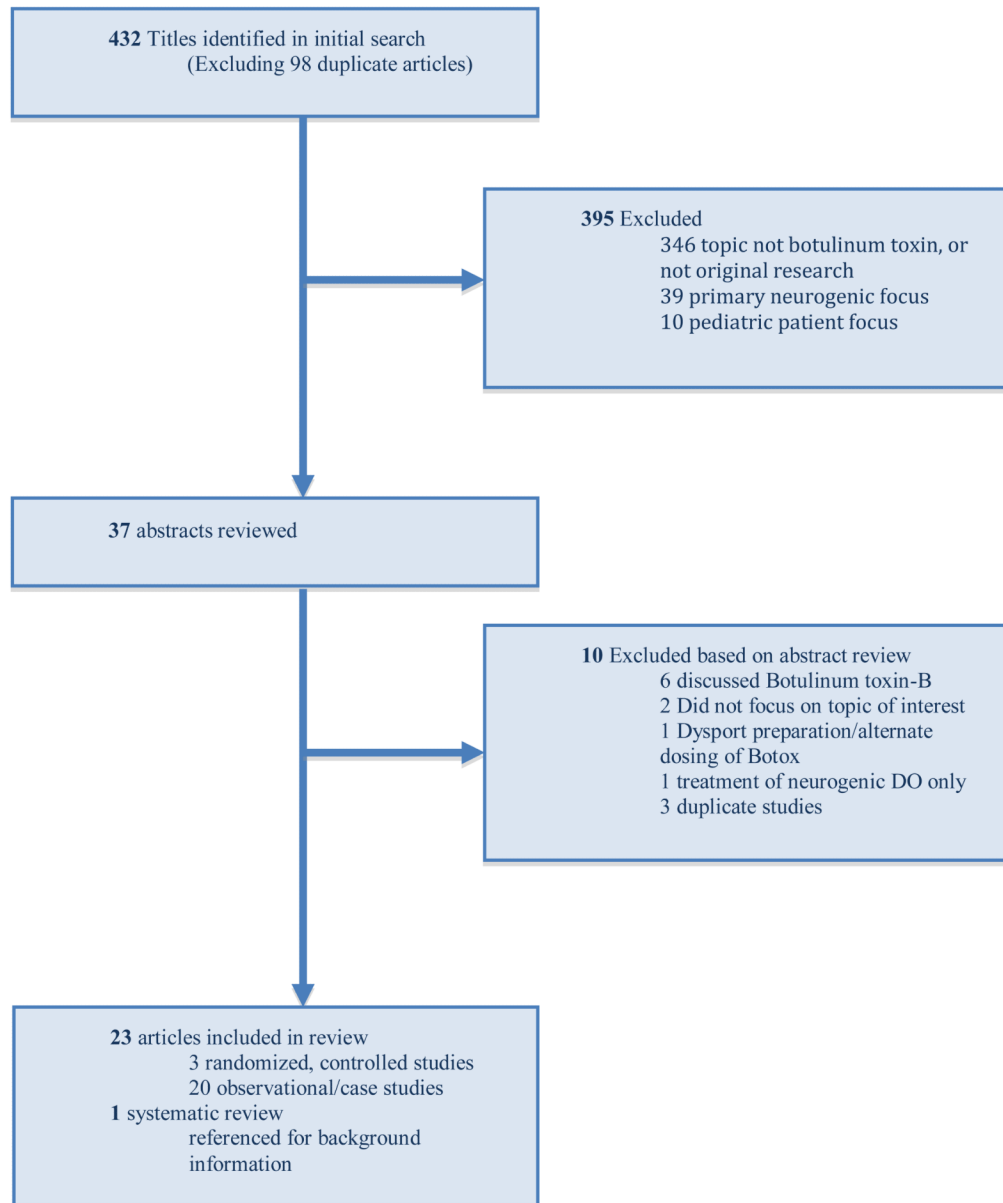 432 Titles identified in initial search
(Excluding 98 duplicate articles)
395 Excluded
346 topic not botulinum toxin, or
not original research
39 primary neurogenic focus
10 pediatric patient focus
37 abstracts reviewed
10 Excluded based on abstract review
6 discussed Botulinum toxin-B
2 Did not focus on topic of interest
1 Dysport preparation/alternate
dosing of Botox
1 treatment of neurogenic DO only
3 duplicate studies
23 articles included in review
3 randomized, controlled studies
20 observational/case studies
1 systematic review
referenced for background
information